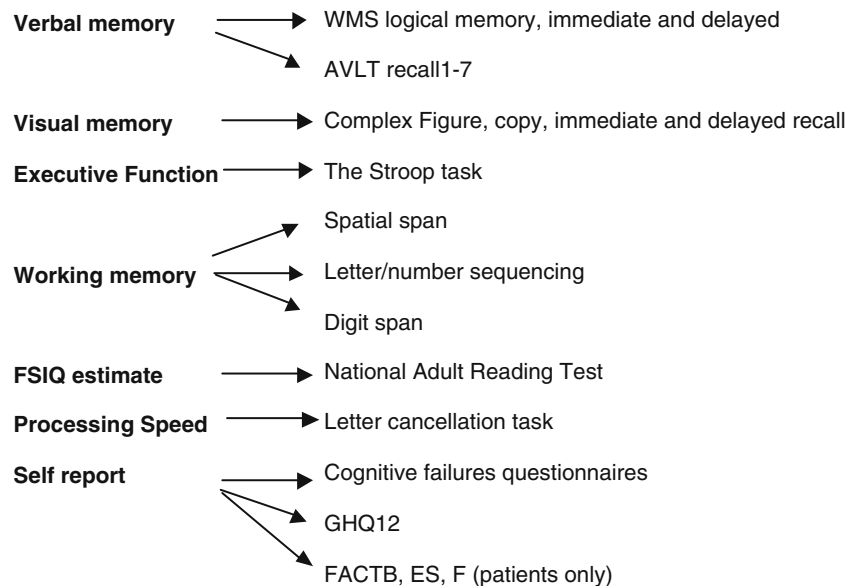 Verbal memory WMS logical memory, immediate and delayed
AVLT recall1-7
Visual memory Complex Figure, copy, immediate and delayed recall
Executive Function The Stroop task
Spatial span
Working memory Letter/number sequencing
Digit span
FSIQ estimate National Adult Reading Test
Processing Speed Letter cancellation task
Self report Cognitive failures questionnaires
GHQ12
FACTB, ES, F (patients only)